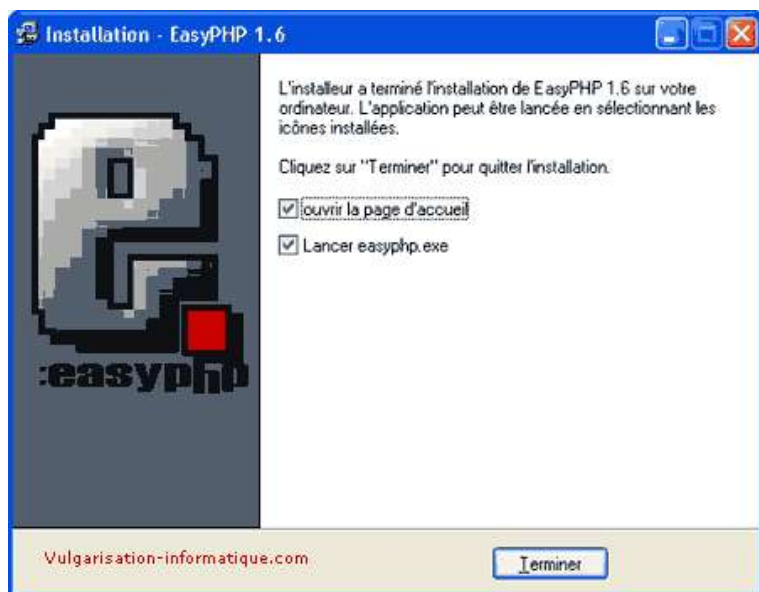 Installation - EasyPHP 1.6
L'installeur a terminé l'installation de EasyPHP 1.6 sur votre
ordinateur. L'application peut être lancée en sélectionnant les
icônes installées.
Cliquez sur "Terminer" pour quitter l'installation.
ouvrir la page d'accueil
Lancer easyphp.exe
:easyphp
Vulgarisation-informatique.com
Terminer